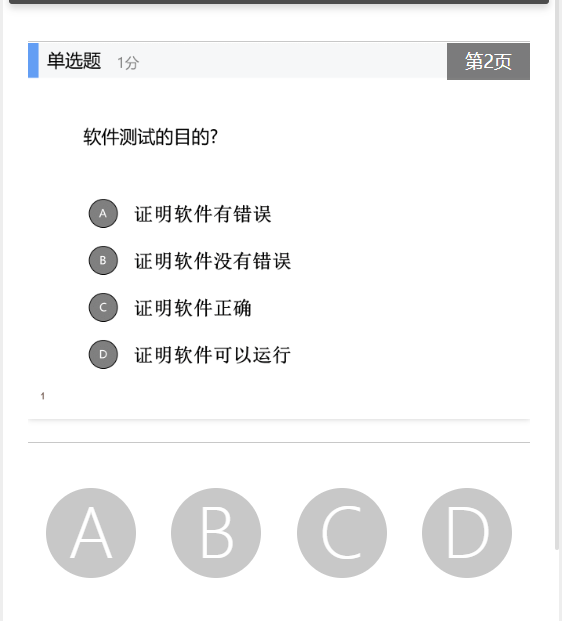 单选题 1分 第2页
软件测试的目的?
A 证明软件有错误
B 证明软件没有错误
C 证明软件正确
D 证明软件可以运行
1
A B C D